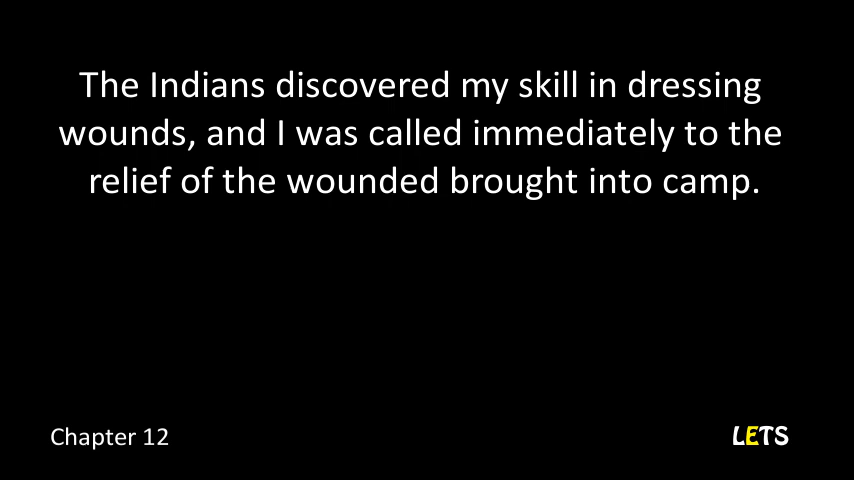 The Indians discovered my skill in dressing
wounds, and I was called immediately to the
relief of the wounded brought into camp.
Chapter 12
LETS